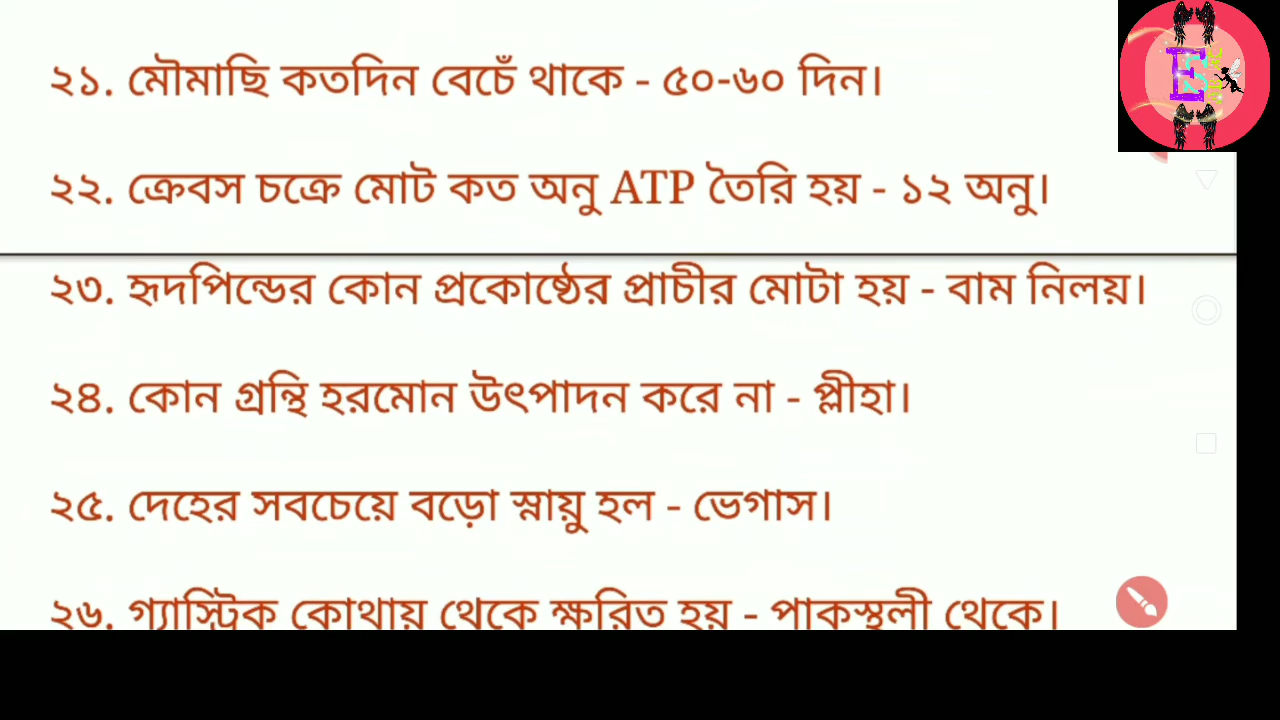 ২১. মৌমাছি কতদিন বেচেঁ থাকে - ৫০-৬০ দিন।
২২. ক্রেবস চক্রে মোট কত অনু ATP তৈরি হয় - ১২ অনু।
২৩. হৃদপিন্ডের কোন প্রকোষ্ঠের প্রাচীর মোটা হয় - বাম নিলয়।
২৪. কোন গ্রন্থি হরমোন উৎপাদন করে না - প্লীহা।
২৫. দেহের সবচেয়ে বড়ো স্নায়ু হল - ভেগাস।
২৬. গ্যাস্ট্রিক কোথায় থেকে ক্ষরিত হয় - পাকস্থলী থেকে।